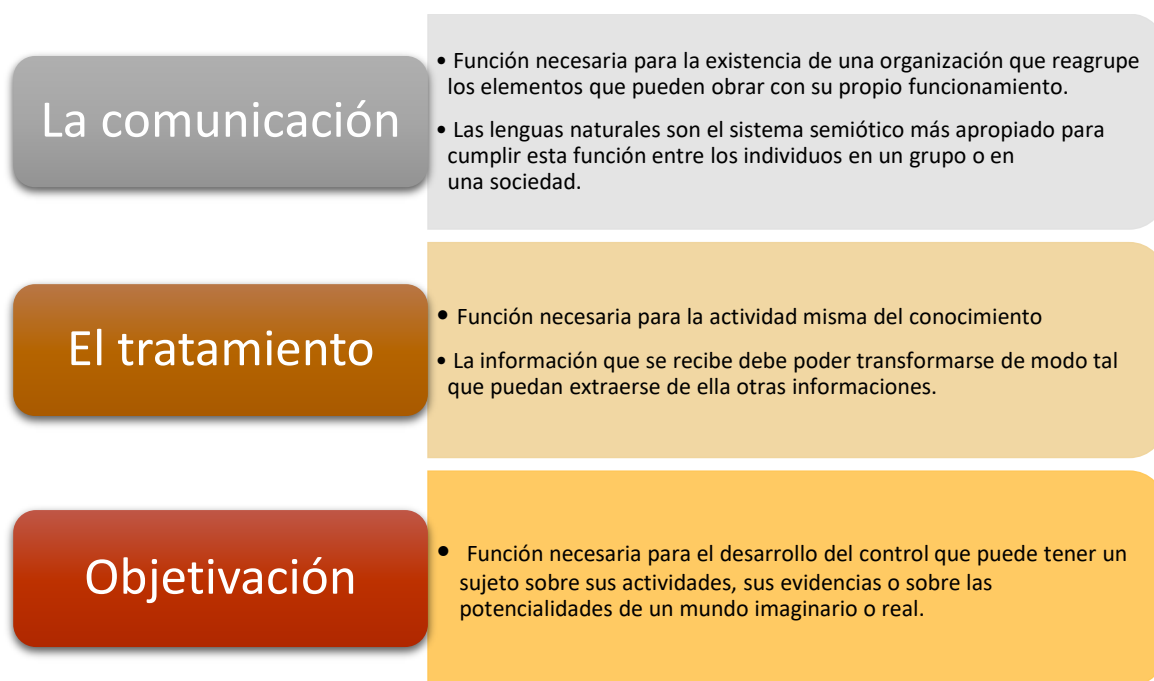 La comunicación
• Función necesaria para la existencia de una organización que reagrupe
los elementos que pueden obrar con su propio funcionamiento.
• Las lenguas naturales son el sistema semiótico más apropiado para
cumplir esta función entre los individuos en un grupo o en
una sociedad.
El tratamiento
• Función necesaria para la actividad misma del conocimiento
• La información que se recibe debe poder transformarse de modo tal
que puedan extraerse de ella otras informaciones.
Objetivación
• Función necesaria para el desarrollo del control que puede tener un
sujeto sobre sus actividades, sus evidencias o sobre las
potencialidades de un mundo imaginario o real.